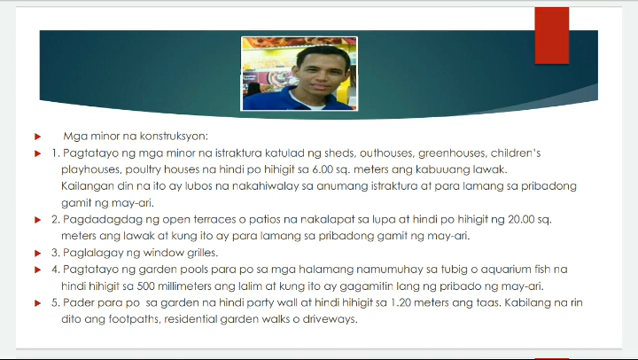 Mga minor na konstruksyon:
1. Pagtatayo ng mga minor na istraktura katulad ng sheds, outhouses, greenhouses, children's
playhouses, poultry houses na hindi po hihigit sa 6.00 sq. meters ang kabuuang lawak.
Kailangan din na ito ay lubos na nakahiwalay sa anumang istraktura at para lamang sa pribadong
gamit ng may-ari.
2. Pagdadagdag ng open terraces o patios na nakalapat sa lupa at hindi po hihigit ng 20.00 sq.
meters ang lawak at kung ito ay para lamang sa pribadong gamit ng may-ari.
3. Paglalagay ng window grilles.
4. Pagtatayo ng garden pools para po sa mga halamang namumuhay sa tubig o aquarium fish na
hindi hihigit sa 500 millimeters ang lalim at kung ito ay gagamitin lang ng pribado ng may-ari.
5. Pader para po sa garden na hindi party wall at hindi hihigit sa 1.20 meters ang taas. Kabilang na rin
dito ang footpaths, residential garden walks o driveways.